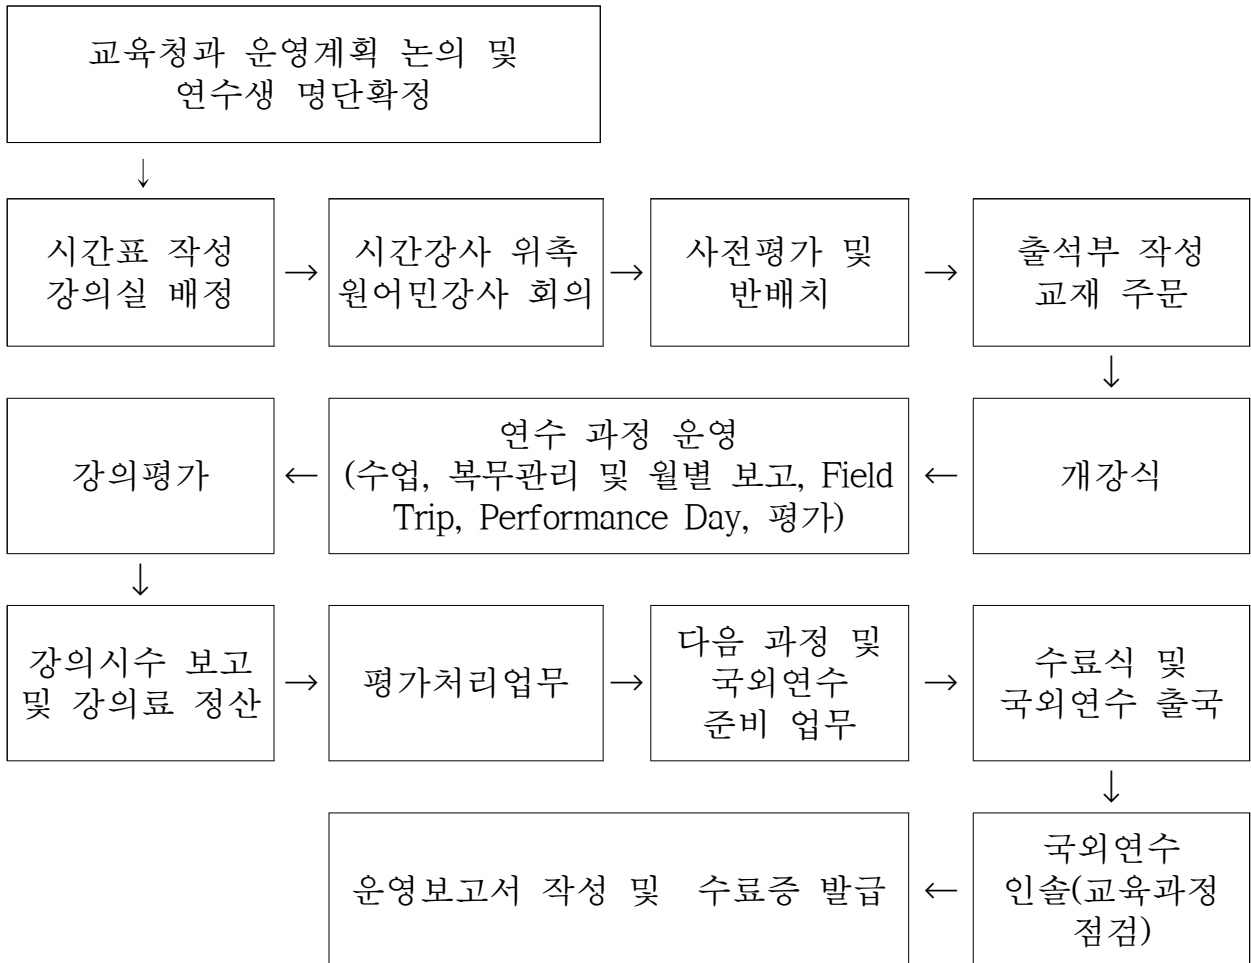 교육청과 운영계획 논의 및
연수생 명단확정
↓
시간표 작성
강의실 배정
→
시간강사 위촉
원어민강사 회의
→
사전평가 및
반배치
→
출석부 작성
교재 주문
↓
개강식
←
연수 과정 운영
(수업, 복무관리 및 월별 보고, Field
Trip, Performance Day, 평가)
←
강의평가
↓
강의시수 보고
및 강의료 정산
→
평가처리업무
→
다음 과정 및
국외연수
준비 업무
→
수료식 및
국외연수 출국
↓
국외연수
인솔(교육과정
점검)
←
운영보고서 작성 및 수료증 발급